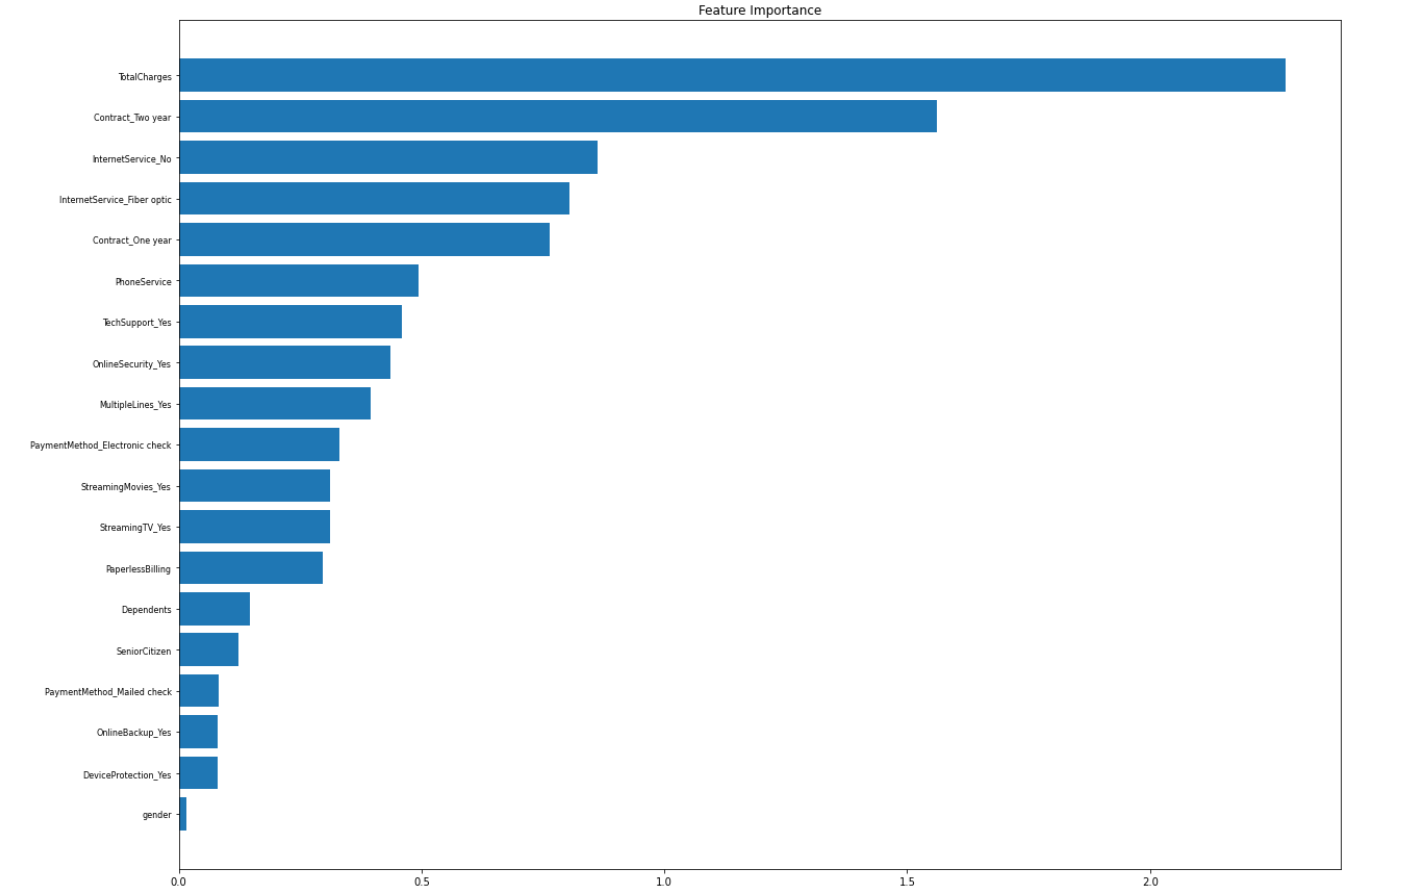 Feature Importance
TotalCharges
Contract_Two year
InternetService_No
InternetService_Fiber optic
Contract_One year
PhoneService
TechSupport_Yes
OnlineSecurity_Yes
MultipleLines_Yes
PaymentMethod_Electronic check
StreamingMovies_Yes
StreamingTV_Yes
PaperlessBilling
Dependents
SeniorCitizen
PaymentMethod_Mailed check
OnlineBackup_Yes
DeviceProtection_Yes
gender
0.0 0.5 1.0 1.5 2.0